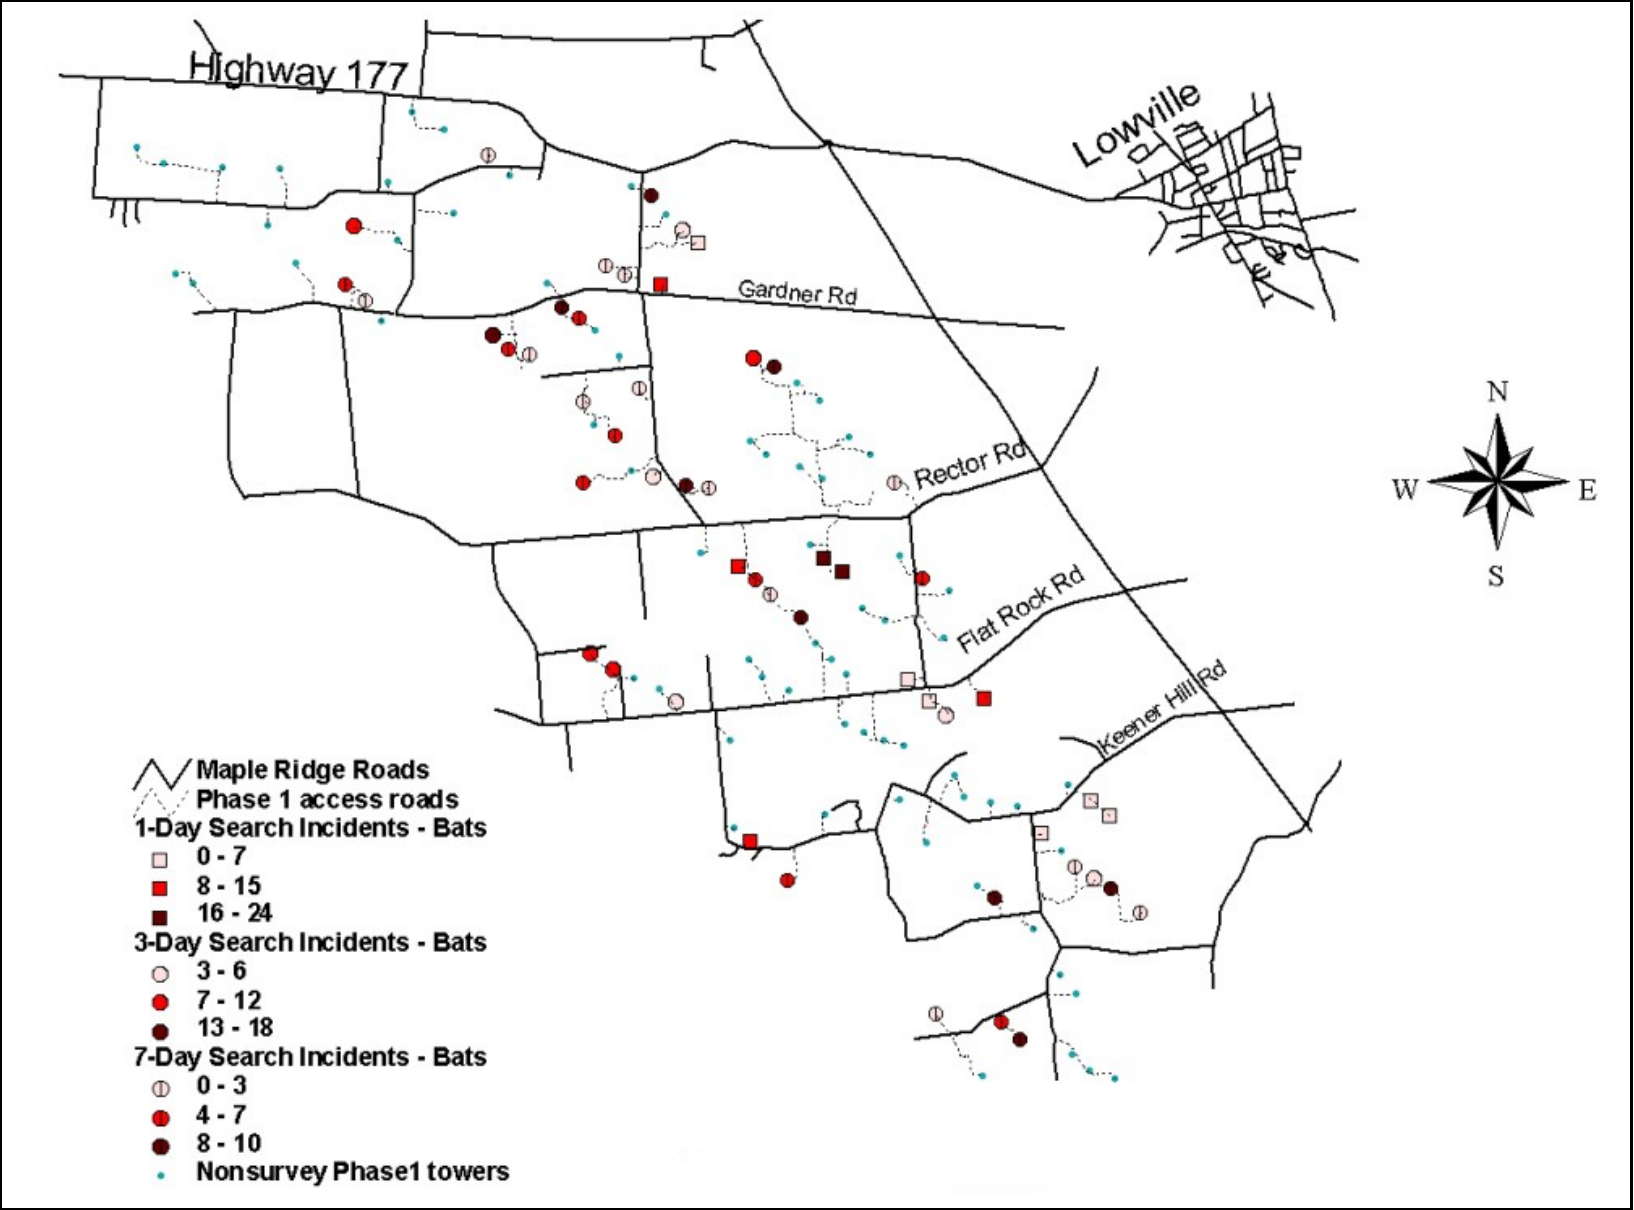 Highway 177
Lowville
Gardner Rd
Rector Rd
Flat Rock Rd
Keener Hill Rd
N
W
E
S
Maple Ridge Roads
Phase 1 access roads
1-Day Search Incidents - Bats
0 - 7
8 - 15
16 - 24
3-Day Search Incidents - Bats
3 - 6
7 - 12
13 - 18
7-Day Search Incidents - Bats
0 - 3
4 - 7
8 - 10
Nonsurvey Phase1 towers